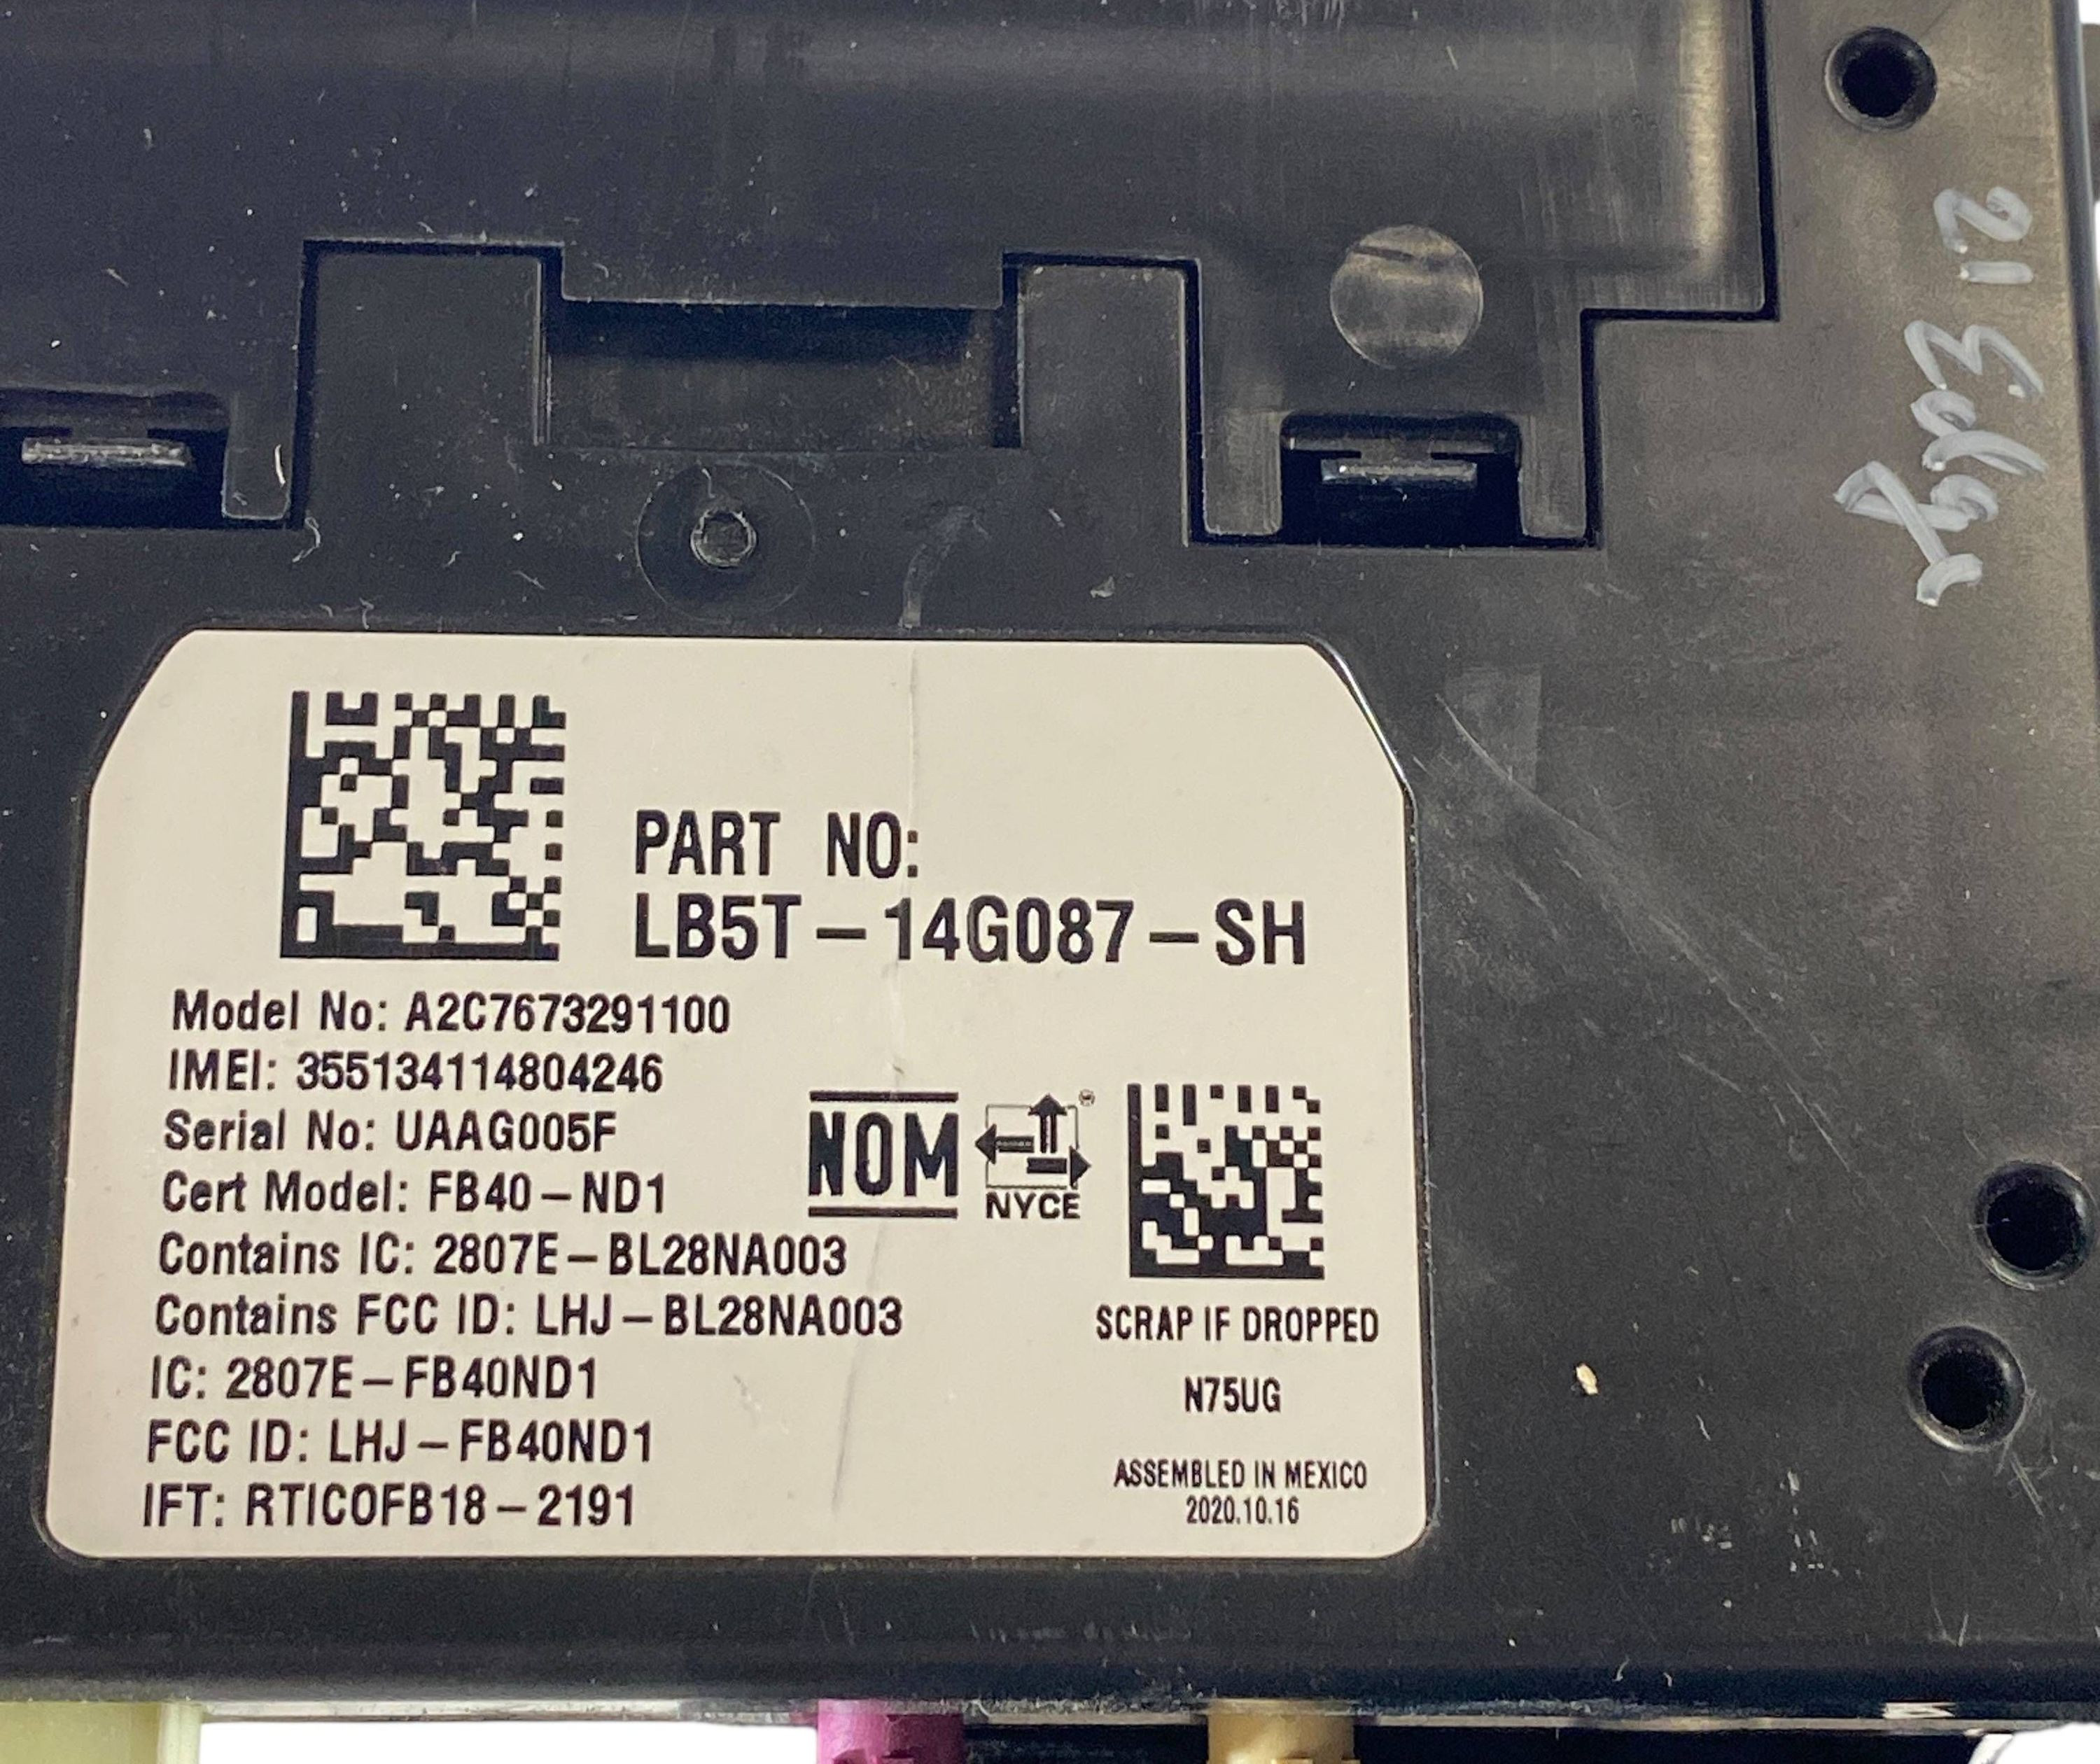 21 Edge
PART NO:
LB5T-14G087-SH
Model No: A2C7673291100
IMEI: 355134114804246
Serial No: UAAG005F
Cert Model: FB40-ND1
Contains IC: 2807E-BL28NA003
Contains FCC ID: LHJ-BL28NA003
IC: 2807E-FB40ND1
FCC ID: LHJ-FB40ND1
IFT: RTICOFB18-2191
NOM
NYCE
SCRAP IF DROPPED
N75UG
ASSEMBLED IN MEXICO
2020.10.16